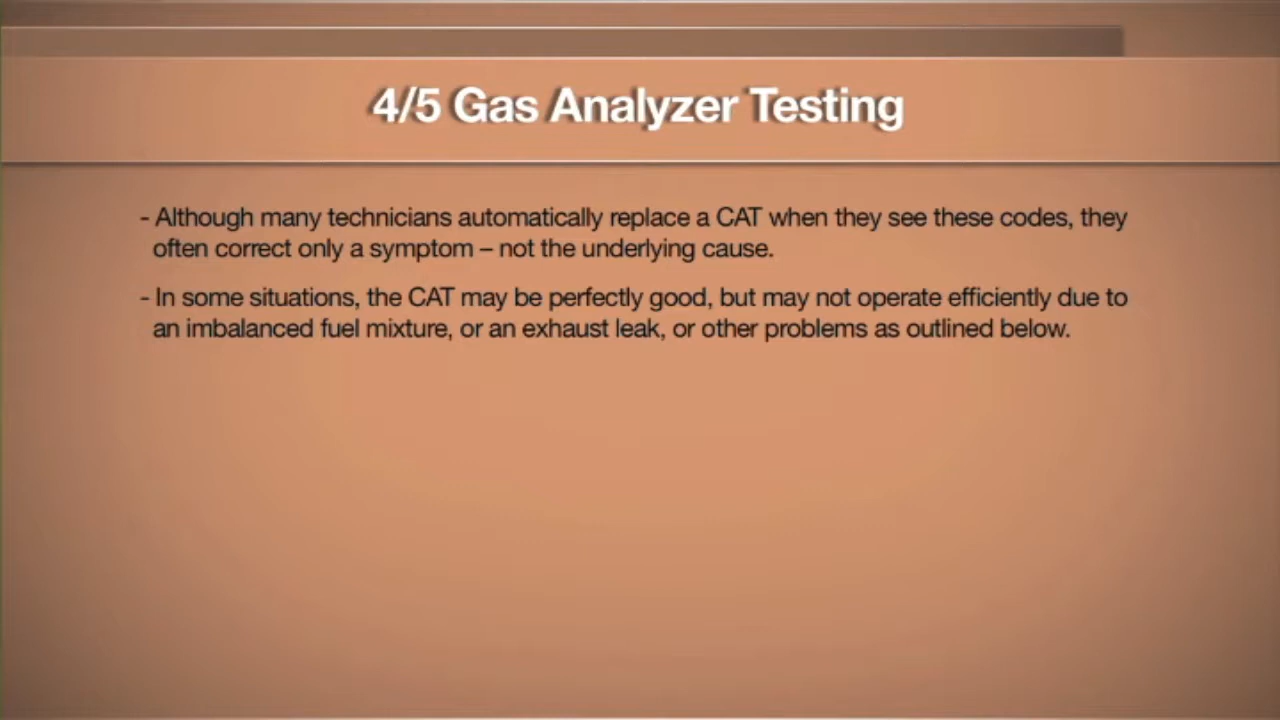 4/5 Gas Analyzer Testing
- Although many technicians automatically replace a CAT when they see these codes, they
often correct only a symptom – not the underlying cause.
- In some situations, the CAT may be perfectly good, but may not operate efficiently due to
an imbalanced fuel mixture, or an exhaust leak, or other problems as outlined below.